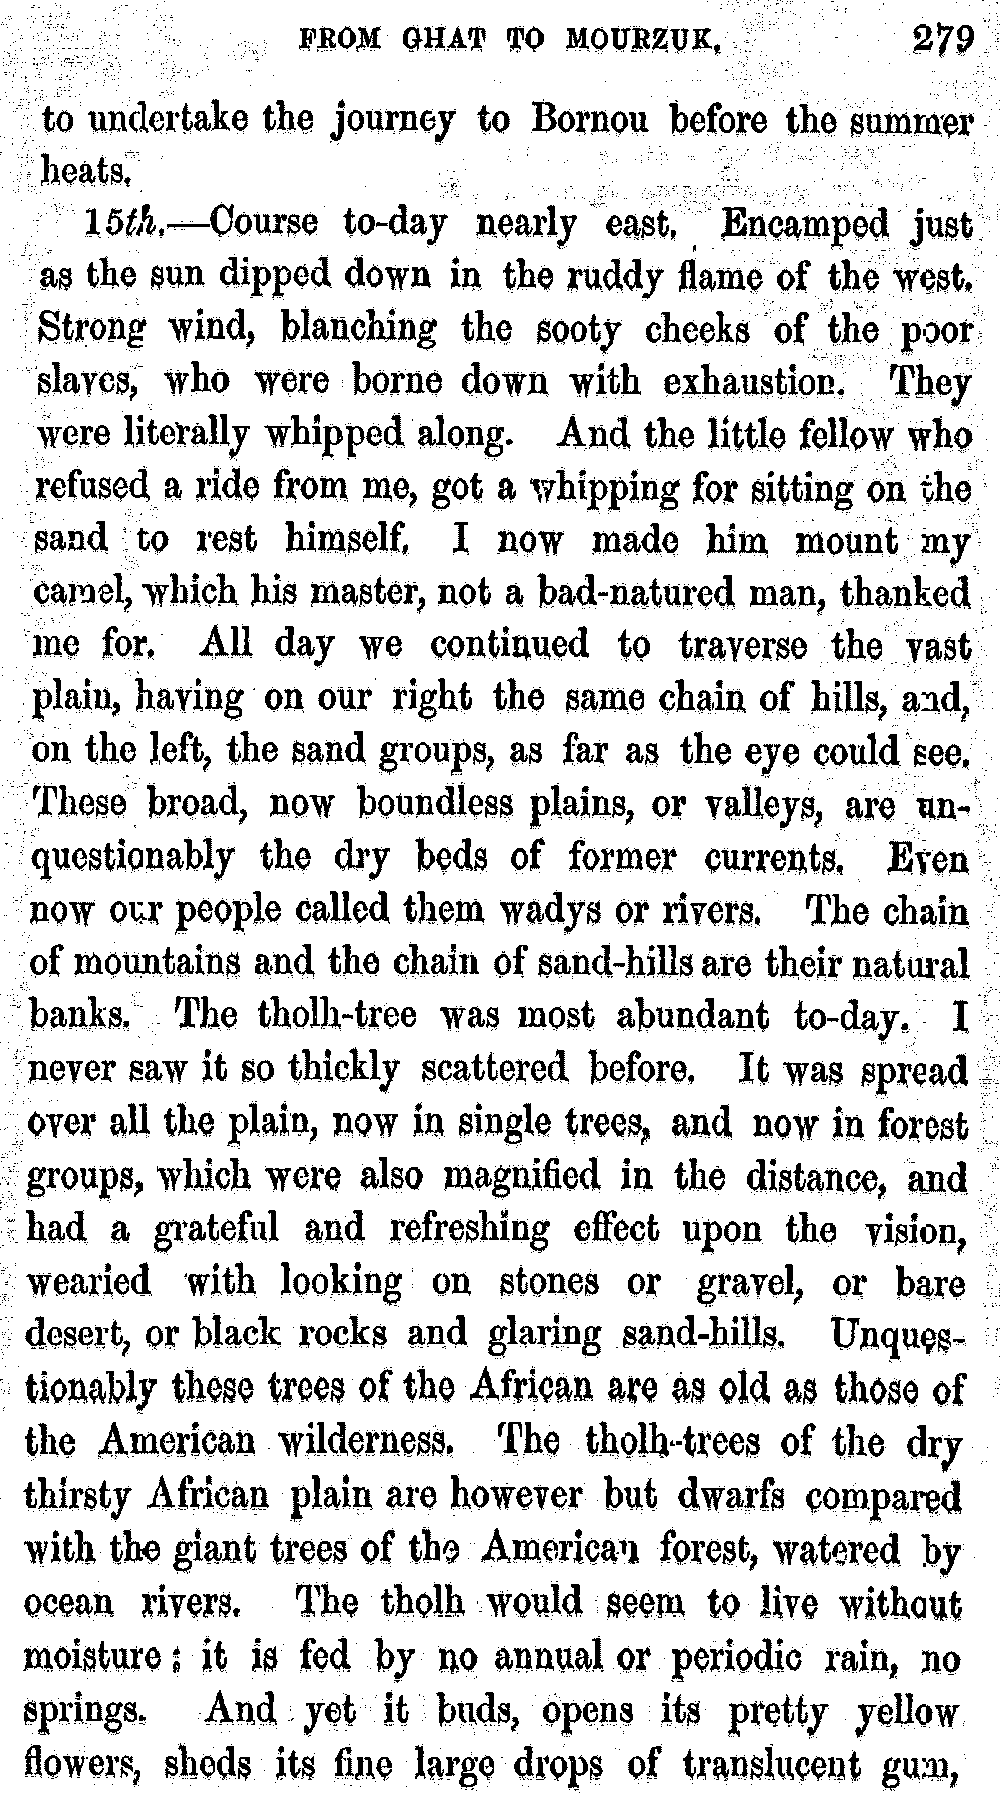 FROM GHAT TO MOURZUK. 279
to undertake the journey to Bornou before the summer
heats.
15th.—Course to-day nearly east. Encamped just
as the sun dipped down in the ruddy flame of the west.
Strong wind, blanching the sooty cheeks of the poor
slaves, who were borne down with exhaustion. They
were literally whipped along. And the little fellow who
refused a ride from me, got a whipping for sitting on the
sand to rest himself. I now made him mount my
camel, which his master, not a bad-natured man, thanked
me for. All day we continued to traverse the vast
plain, having on our right the same chain of hills, and,
on the left, the sand groups, as far as the eye could see.
These broad, now boundless plains, or valleys, are un-
questionably the dry beds of former currents. Even
now our people called them wadys or rivers. The chain
of mountains and the chain of sand-hills are their natural
banks. The tholh-tree was most abundant to-day. I
never saw it so thickly scattered before. It was spread
over all the plain, now in single trees, and now in forest
groups, which were also magnified in the distance, and
had a grateful and refreshing effect upon the vision,
wearied with looking on stones or gravel, or bare
desert, or black rocks and glaring sand-hills. Unques-
tionably these trees of the African are as old as those of
the American wilderness. The tholh-trees of the dry
thirsty African plain are however but dwarfs compared
with the giant trees of the American forest, watered by
ocean rivers. The tholh would seem to live without
moisture; it is fed by no annual or periodic rain, no
springs. And yet it buds, opens its pretty yellow
flowers, sheds its fine large drops of translucent gum,